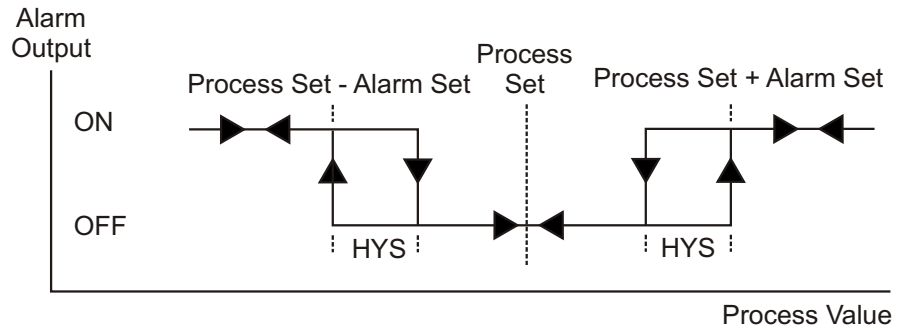 Alarm
Output
Process
Set
Process Set - Alarm Set
Process Set + Alarm Set
ON
OFF
HYS
HYS
Process Value